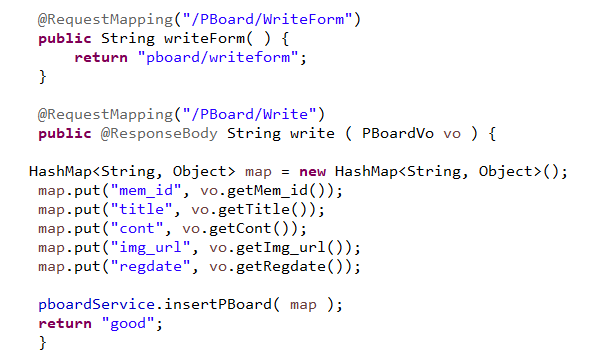 @RequestMapping("/PBoard/WriteForm")
public String writeForm( ) {
return "pboard/writeform";
}
@RequestMapping("/PBoard/Write")
public @ResponseBody String write ( PBoardVo vo ) {
HashMap<String, Object> map = new HashMap<String, Object>();
map.put("mem_id", vo.getMem_id());
map.put("title", vo.getTitle());
map.put("cont", vo.getCont());
map.put("img_url", vo.getImg_url());
map.put("regdate", vo.getRegdate());
pboardService.insertPBoard( map );
return "good";
}